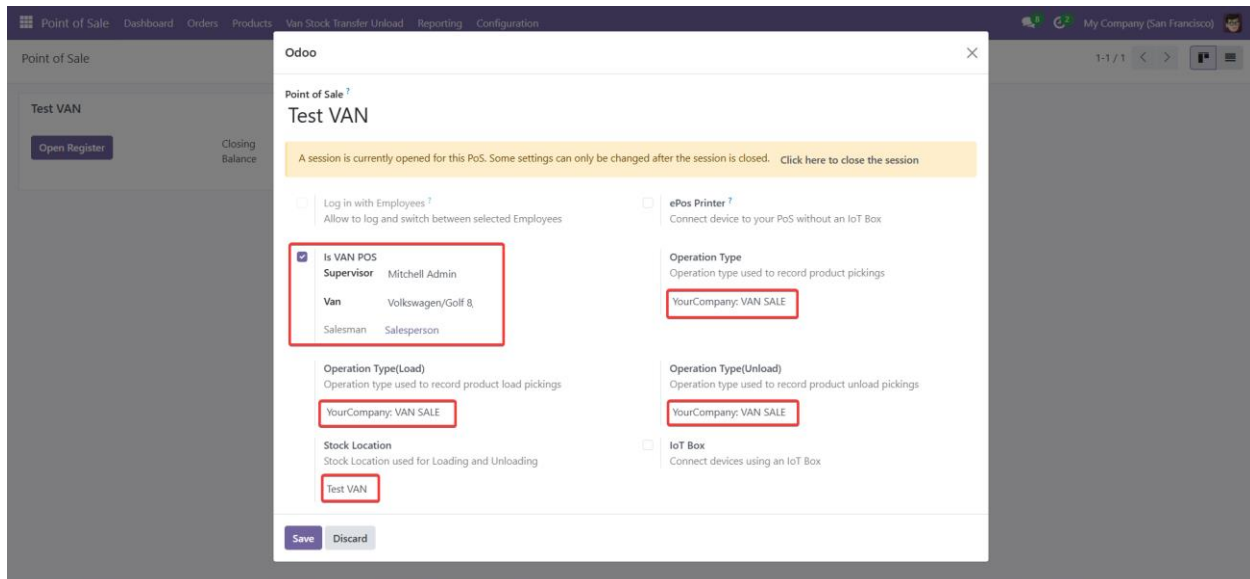 Point of Sale Dashboard Orders Products Van Stock Transfer Unload Reporting Configuration 8 2 My Company (San Francisco)
Point of Sale 1-1 / 1
Odoo
Point of Sale ?
Test VAN
A session is currently opened for this PoS. Some settings can only be changed after the session is closed. Click here to close the session
Test VAN
Open Register
Closing
Balance
Log in with Employees ?
Allow to log and switch between selected Employees
ePos Printer ?
Connect device to your PoS without an IoT Box
Is VAN POS
Supervisor Mitchell Admin
Van Volkswagen/Golf 8,
Salesman Salesperson
Operation Type
Operation type used to record product pickings
YourCompany: VAN SALE
Operation Type(Load)
Operation type used to record product load pickings
YourCompany: VAN SALE
Operation Type(Unload)
Operation type used to record product unload pickings
YourCompany: VAN SALE
Stock Location
Stock Location used for Loading and Unloading
Test VAN
IoT Box
Connect devices using an IoT Box
Save Discard